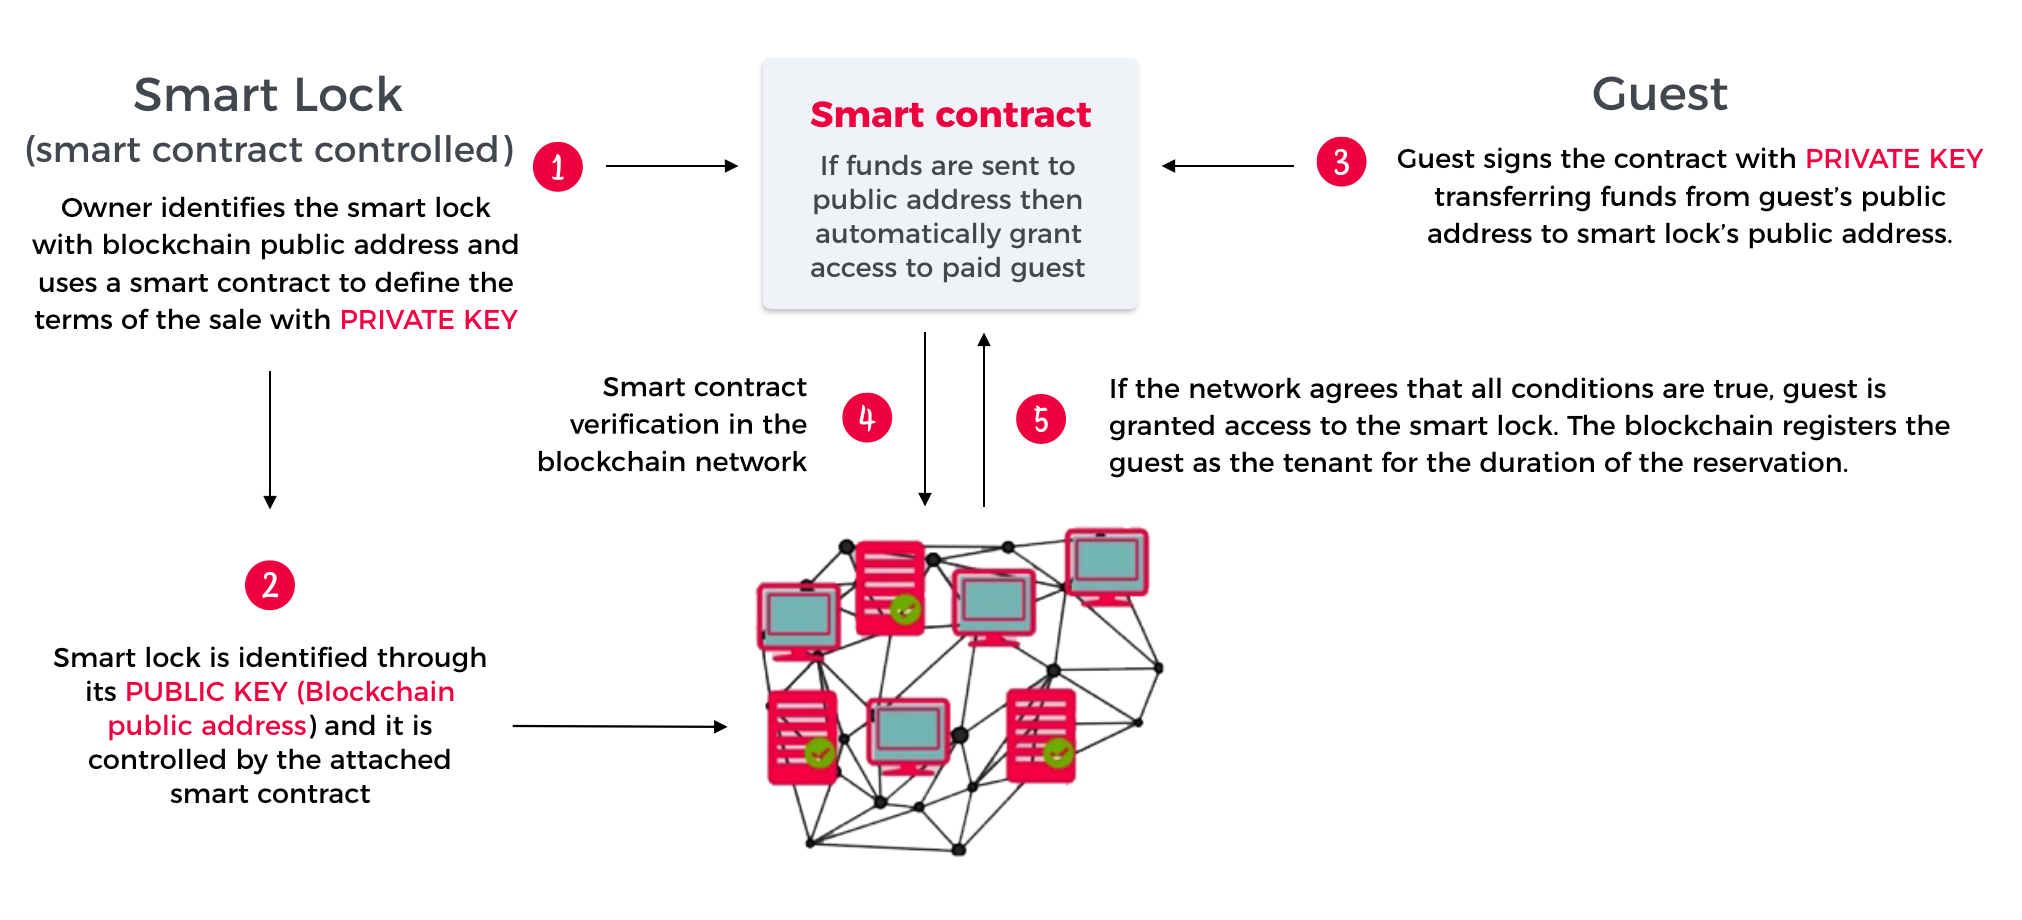 Smart Lock
(smart contract controlled)
Owner identifies the smart lock
with blockchain public address and
uses a smart contract to define the
terms of the sale with PRIVATE KEY
1
Smart contract
If funds are sent to
public address then
automatically grant
access to paid guest
Guest
3
Guest signs the contract with PRIVATE KEY
transferring funds from guest’s public
address to smart lock’s public address.
Smart contract
verification in the
blockchain network
4
5
If the network agrees that all conditions are true, guest is
granted access to the smart lock. The blockchain registers the
guest as the tenant for the duration of the reservation.
2
Smart lock is identified through
its PUBLIC KEY (Blockchain
public address) and it is
controlled by the attached
smart contract